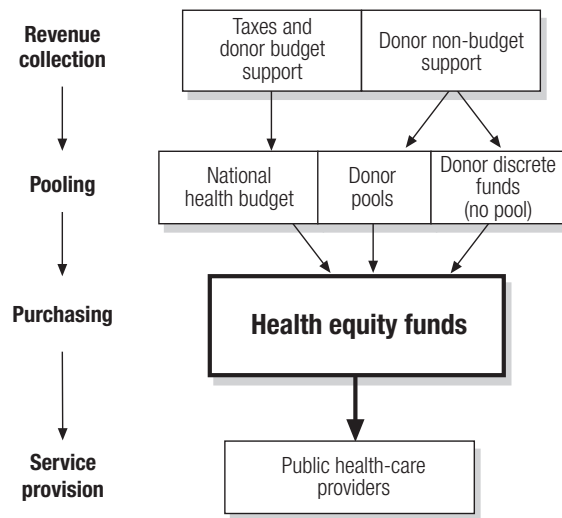 Revenue
collection
Taxes and
donor budget
support
Donor non-budget
support
Pooling
National
health budget
Donor
pools
Donor discrete
funds
(no pool)
Purchasing
Health equity funds
Service
provision
Public health-care
providers